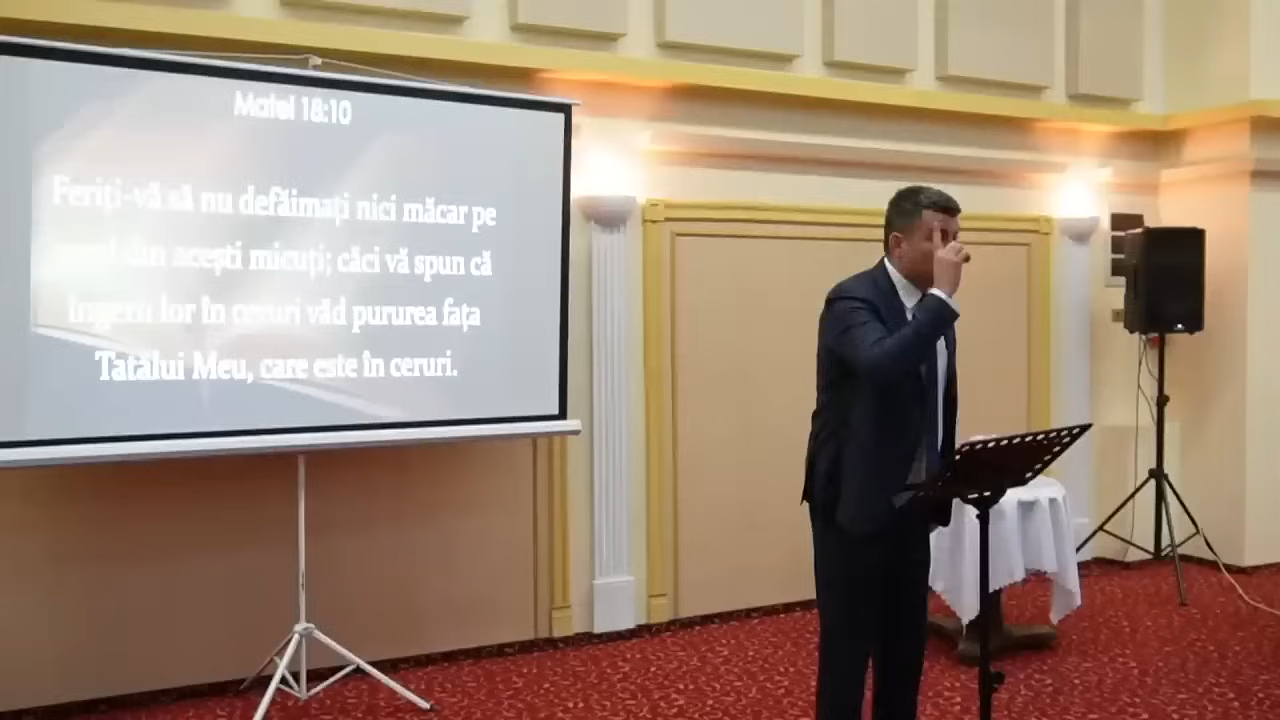 Matei 18:10
Feriți-vă să nu defăimați nici măcar pe
din acești micuți; căci vă spun că
îngerii lor în ceruri văd pururea fața
Tatălui Meu, care este în ceruri.